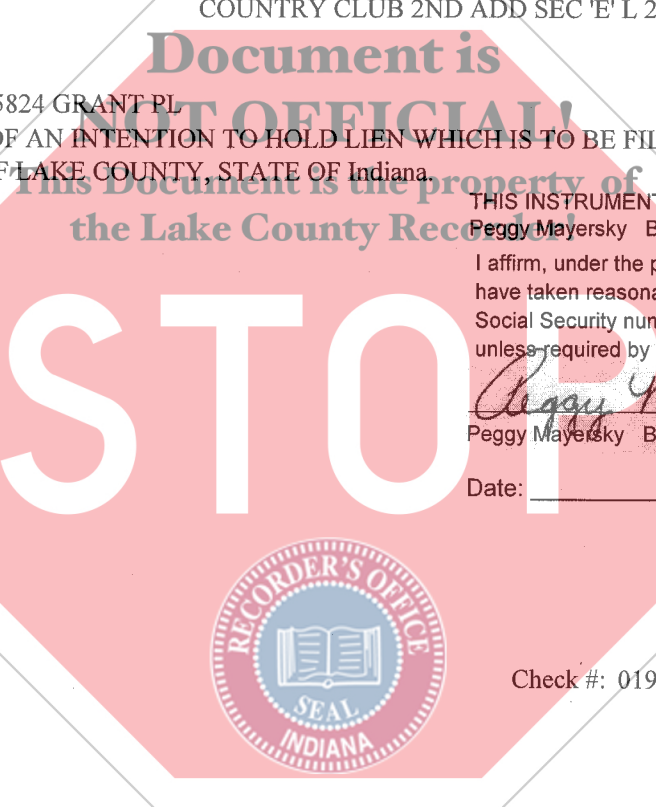 COUNTRY CLUB 2ND ADD SEC 'E' L 2
Document is
5824 GRANT PL
NOT OFFICIAL!
OF AN INTENTION TO HOLD LIEN WHICH IS TO BE FIL
F LAKE COUNTY, STATE OF Indiana.
This Document is the property of
THIS INSTRUMENT
the Lake County Recorder!
Peggy Mayersky B
I affirm, under the p
have taken reasona
Social Security num
unless required by
STOP
Peggy
Peggy Mayersky B
Date:
RECORDER'S OFFICE
SEAL
INDIANA
Check #: 019